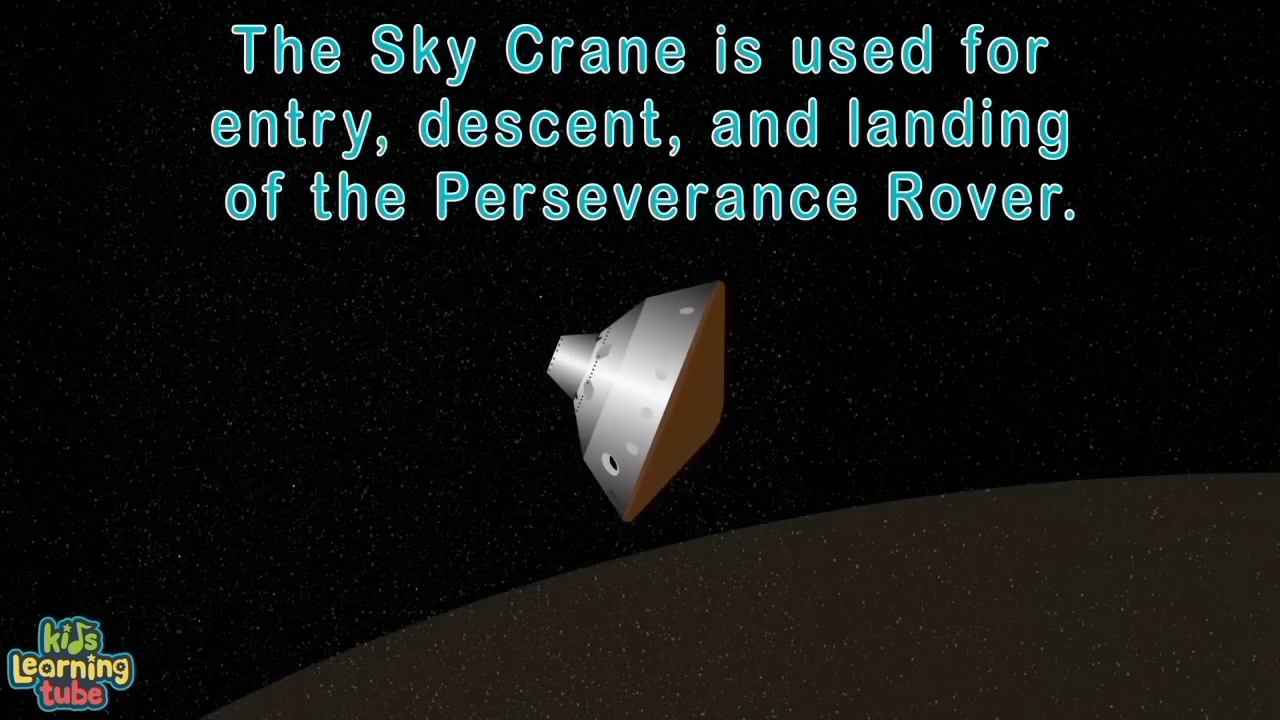 The Sky Crane is used for
entry, descent, and landing
of the Perseverance Rover.
kids
Learning
tube